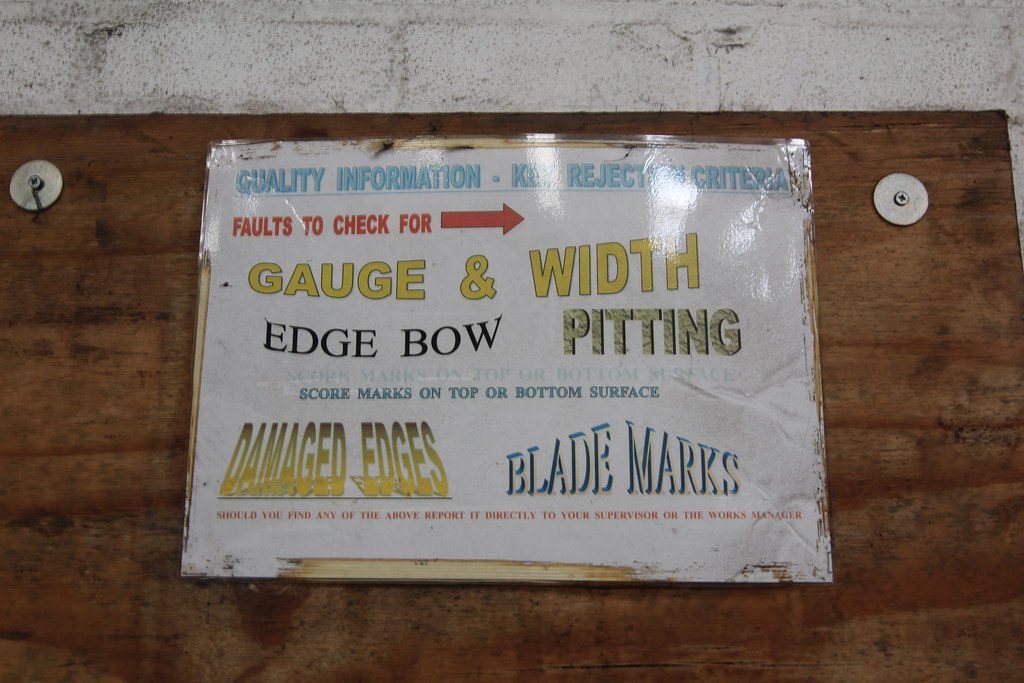 QUALITY INFORMATION - KEY REJECTION CRITERIA
FAULTS TO CHECK FOR
GAUGE & WIDTH
EDGE BOW PITTING
SCORE MARKS ON TOP OR BOTTOM SURFACE
DAMAGED EDGES BLADE MARKS
SHOULD YOU FIND ANY OF THE ABOVE REPORT IT DIRECTLY TO YOUR SUPERVISOR OR THE WORKS MANAGER